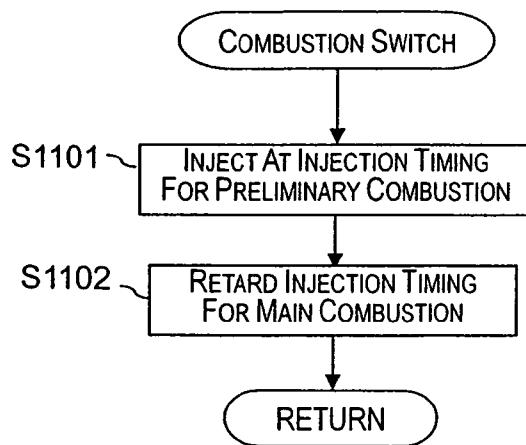 COMBUSTION SWITCH
S1101
INJECT AT INJECTION TIMING
FOR PRELIMINARY COMBUSTION
S1102
RETARD INJECTION TIMING
FOR MAIN COMBUSTION
RETURN